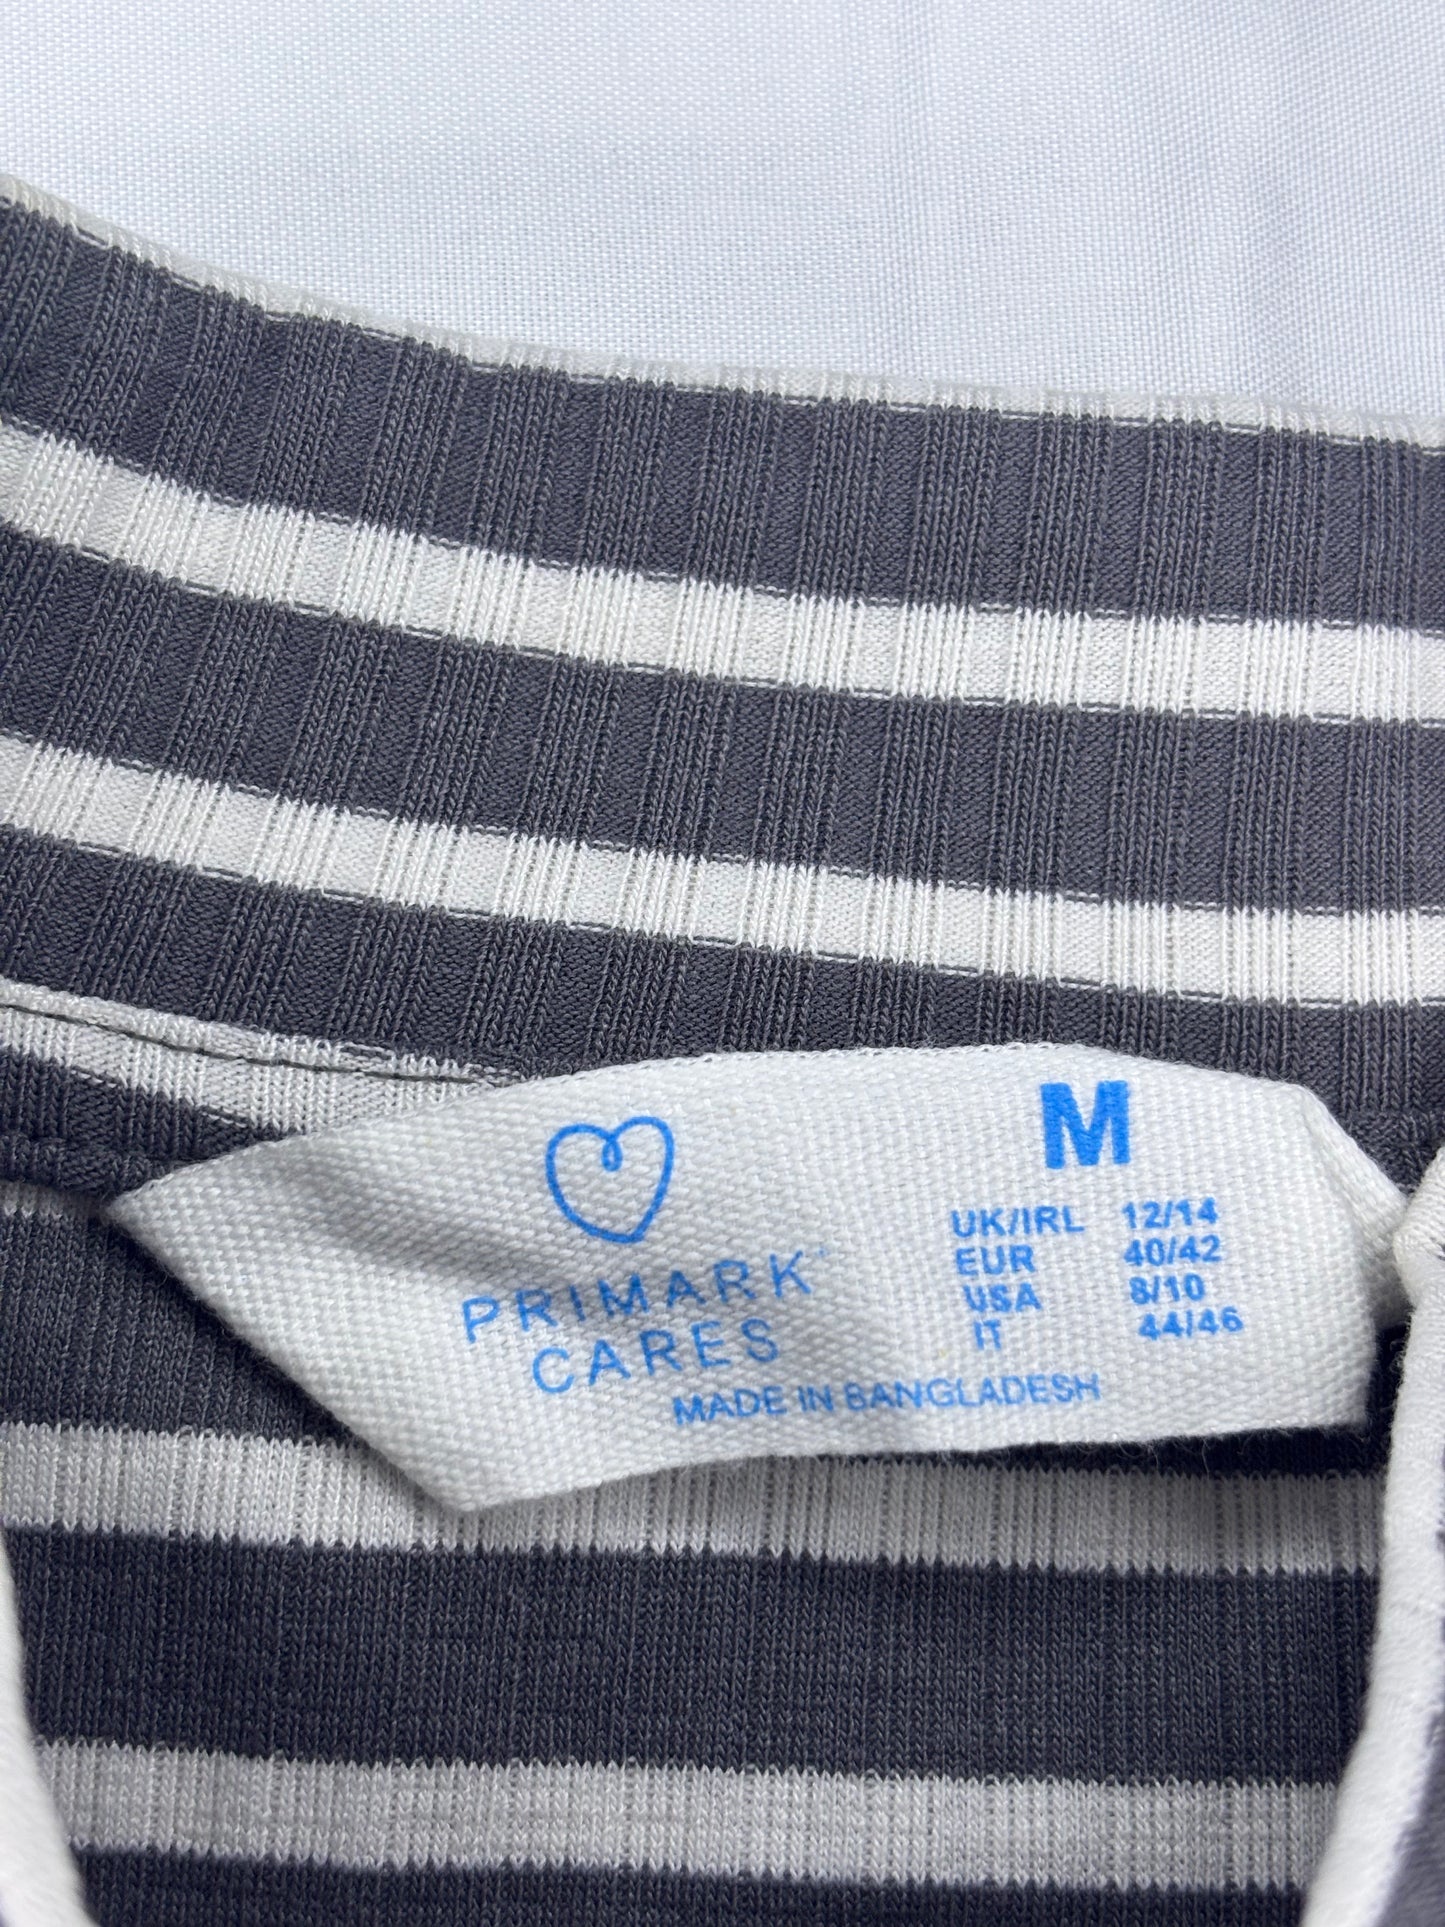 PRIMARK
CARES
M
UK/IRL 12/14
EUR 40/42
USA 8/10
IT 44/46
MADE IN BANGLADESH